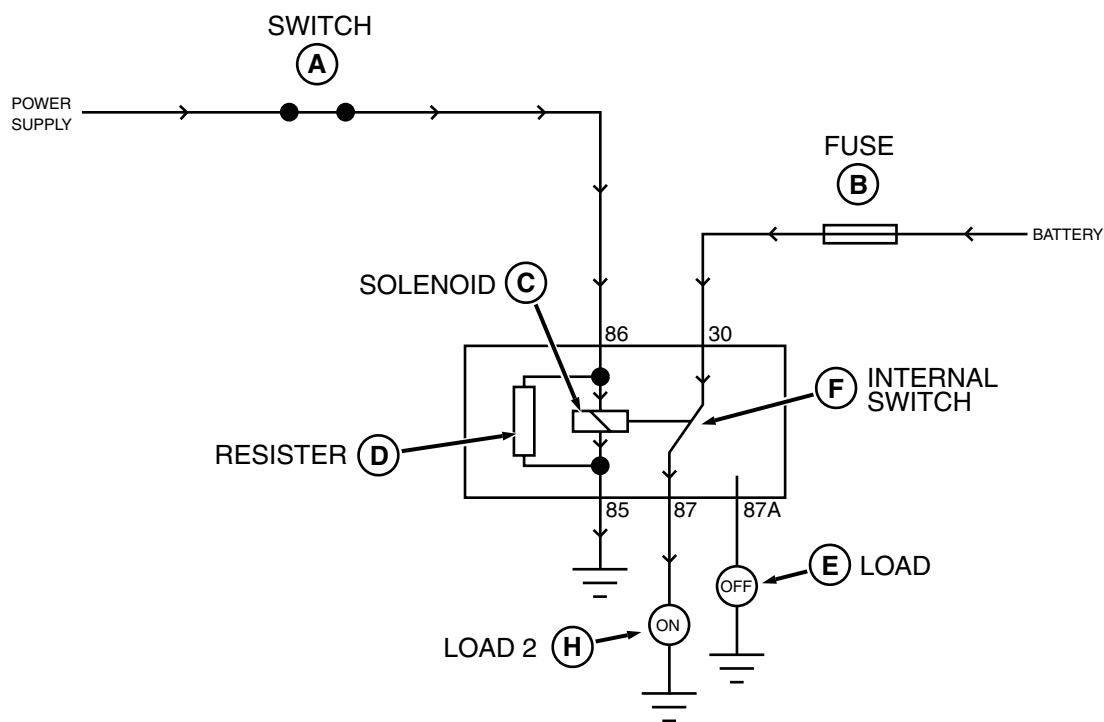 SWITCH
A
POWER
SUPPLY
FUSE
B
BATTERY
SOLENOID C
86
30
F INTERNAL
SWITCH
RESISTER D
85
87
87A
E LOAD
OFF
ON
LOAD 2 H